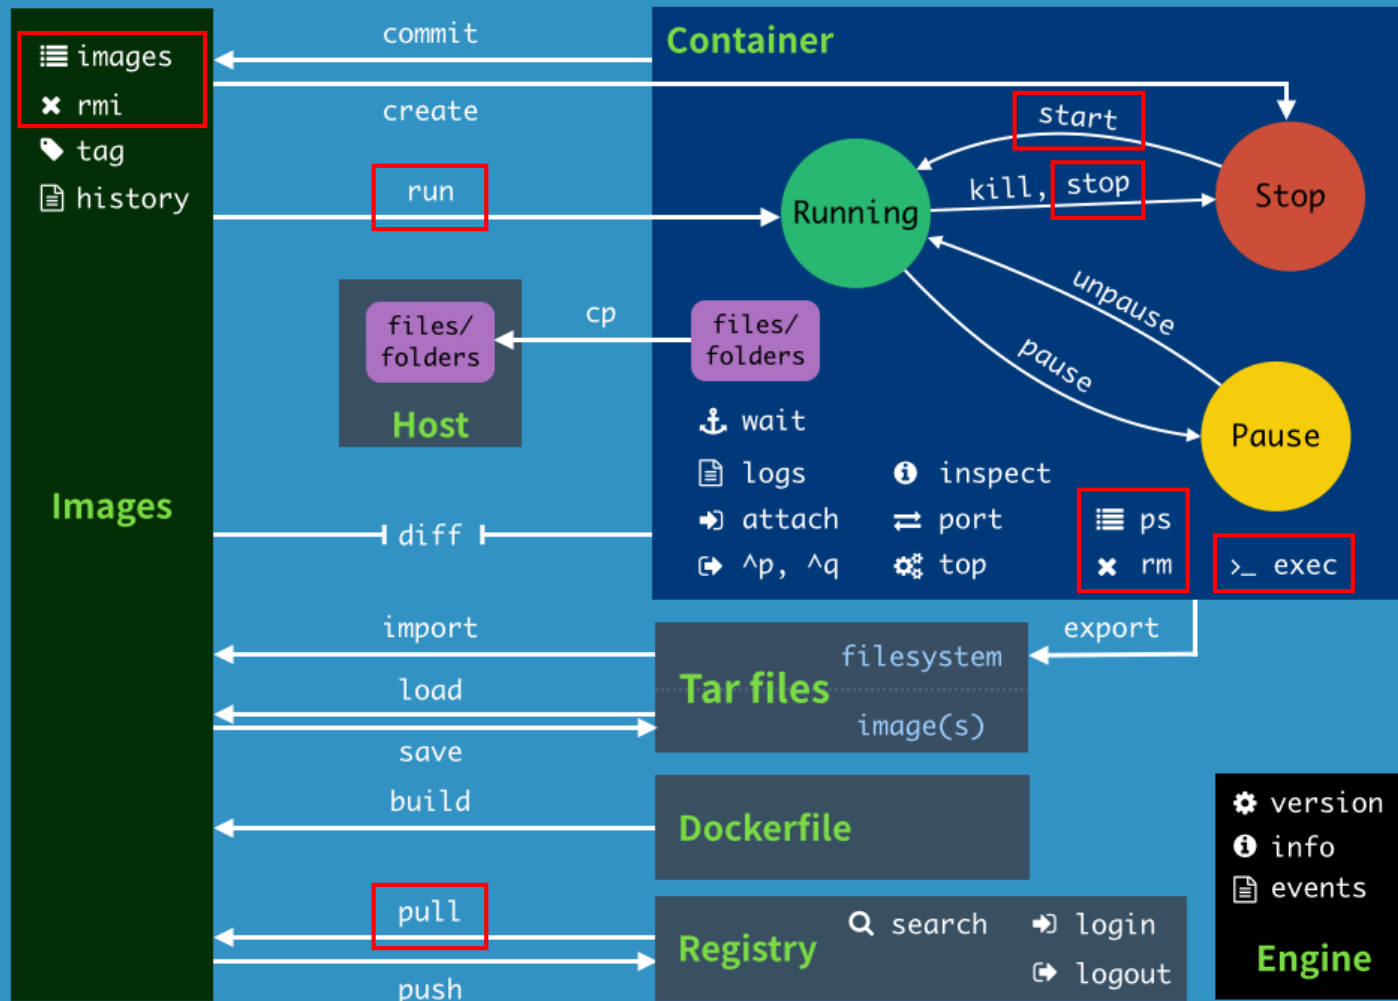 images
rmi
tag
history
Images
commit
create
run
cp
files/
folders
Host
diff
import
load
save
build
pull
push
Container
start
kill, stop
Running
Stop
unpause
pause
Pause
files/
folders
wait
logs
attach
^p, ^q
inspect
port
top
ps
rm
>_ exec
export
filesystem
Tar files
image(s)
Dockerfile
Registry
search
login
logout
version
info
events
Engine